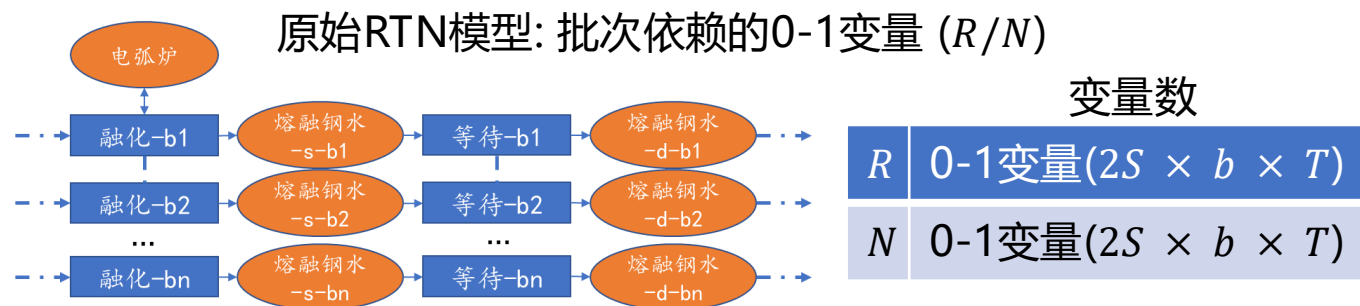 原始RTN模型: 批次依赖的0-1变量 (R/N)
电弧炉
融化-b1
熔融钢水
-s-b1
等待-b1
熔融钢水
-d-b1
融化-b2
熔融钢水
-s-b2
等待-b2
熔融钢水
-d-b2
...
...
融化-bn
熔融钢水
-s-bn
等待-bn
熔融钢水
-d-bn
变量数
R 0-1变量(2S × b × T)
N 0-1变量(2S × b × T)